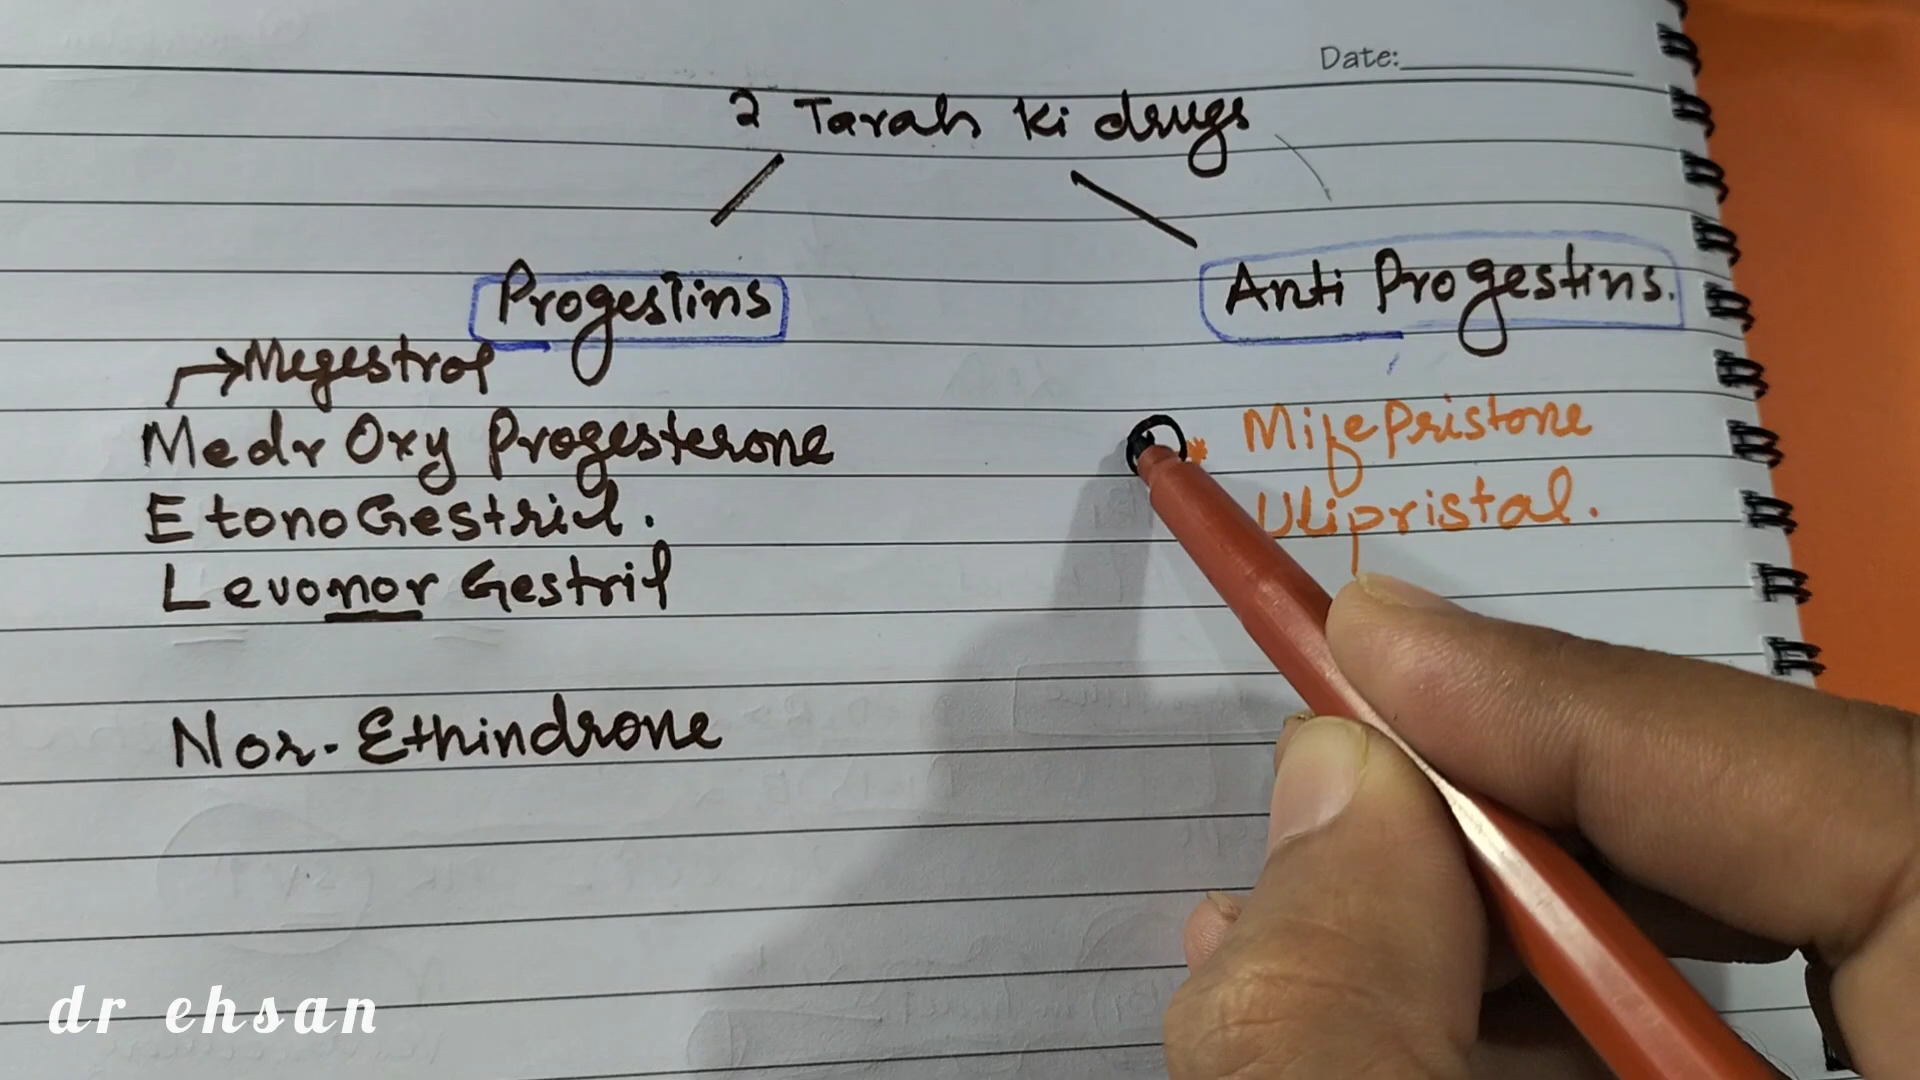 Date:
2 Tarah ki drugs
Progestins
Anti Progestins.
Megestrol
Medr Oxy Progesterone
EtonoGestril.
Levonor Gestril
Nor-Ethindrone
* Mifepristone
Ulipristal.
dr ehsan